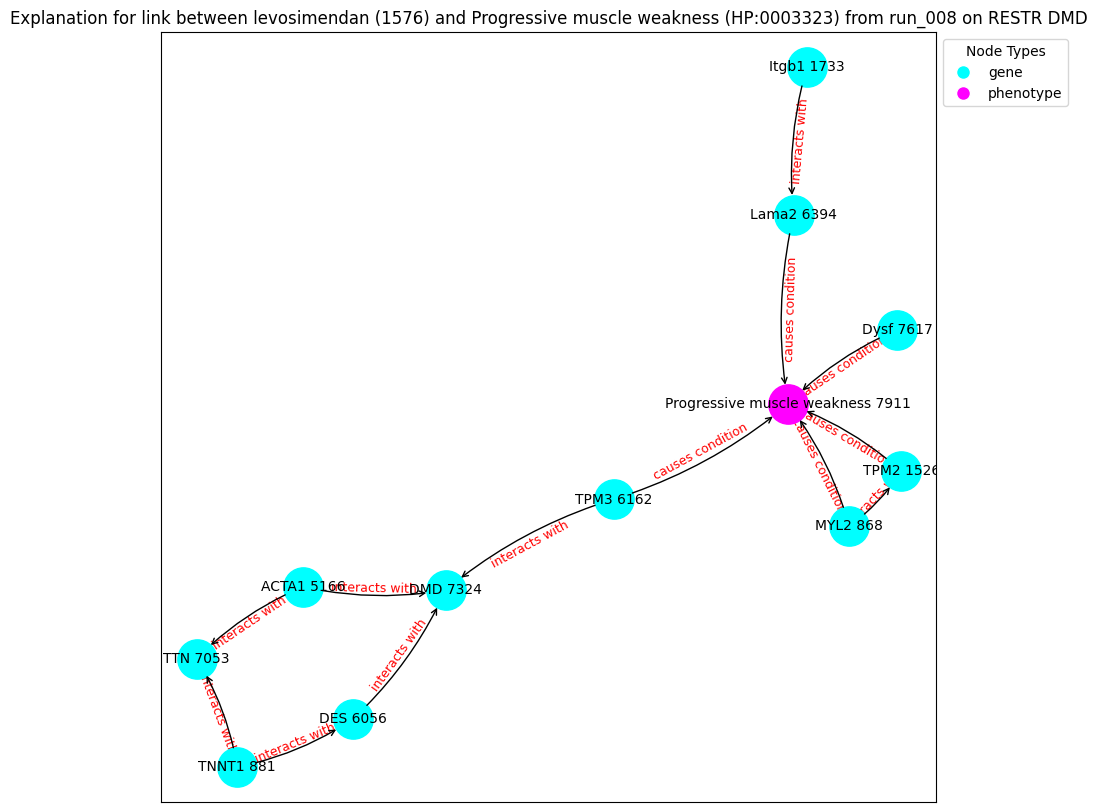 Explanation for link between levosimendan (1576) and Progressive muscle weakness (HP:0003323) from run_008 on RESTR DMD
Node Types
gene
phenotype
Itgb1 1733
interacts with
Lama2 6394
causes condition
Dysf 7617
causes condition
Progressive muscle weakness 7911
causes condition
causes condition
causes condition
TPM2 1526
TPM3 6162
MYL2 868
interacts with
ACTA1 5166
interacts with
DMD 7324
interacts with
interacts with
TTN 7053
interacts with
DES 6056
interacts with
TNNT1 881